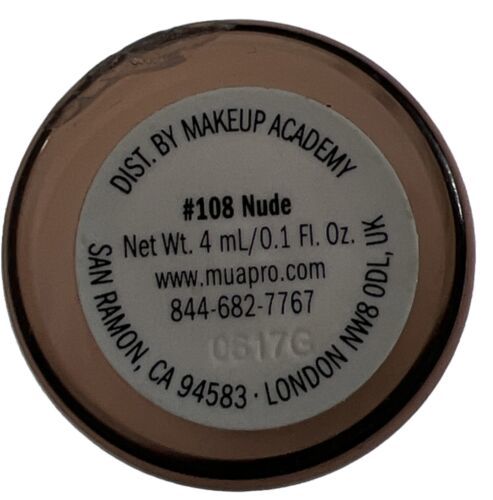 DIST. BY MAKEUP ACADEMY
#108 Nude
Net Wt. 4 mL/0.1 Fl. Oz.
www.muapro.com
844-682-7767
0617G
SAN RAMON, CA 94583 · LONDON NW8 0DL, UK